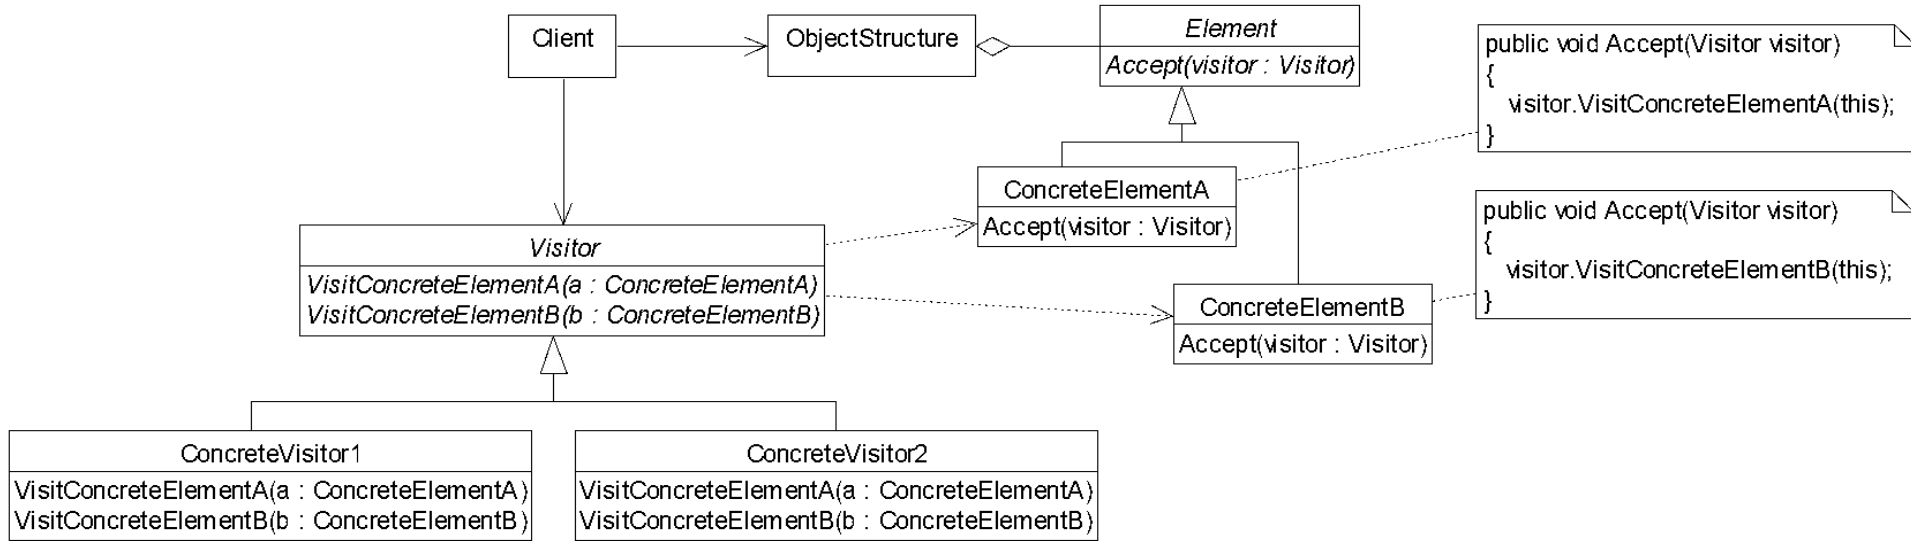 Client
ObjectStructure
Element
Accept(visitor : Visitor)
public void Accept(Visitor visitor)
{
visitor.VisitConcreteElementA(this);
}
ConcreteElementA
Accept(visitor : Visitor)
public void Accept(Visitor visitor)
{
visitor.VisitConcreteElementB(this);
}
Visitor
VisitConcreteElementA(a : ConcreteElementA)
VisitConcreteElementB(b : ConcreteElementB)
ConcreteElementB
Accept(visitor : Visitor)
ConcreteVisitor1
VisitConcreteElementA(a : ConcreteElementA)
VisitConcreteElementB(b : ConcreteElementB)
ConcreteVisitor2
VisitConcreteElementA(a : ConcreteElementA)
VisitConcreteElementB(b : ConcreteElementB)